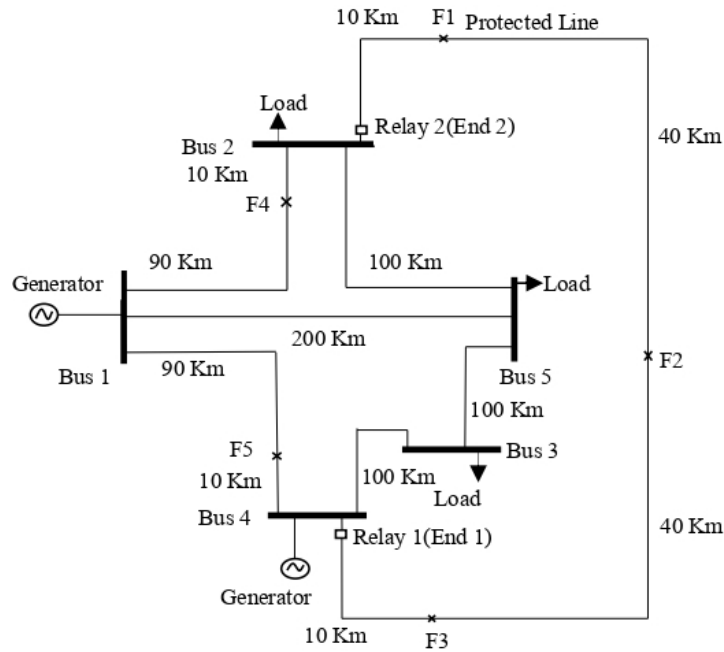 10 Km
F1
Protected Line
Load
Relay 2(End 2)
Bus 2
40 Km
10 Km
F4
90 Km
100 Km
Generator
Load
200 Km
Bus 1
90 Km
Bus 5
F2
100 Km
F5
Bus 3
10 Km
100 Km
Load
Bus 4
Relay 1(End 1)
40 Km
Generator
10 Km
F3